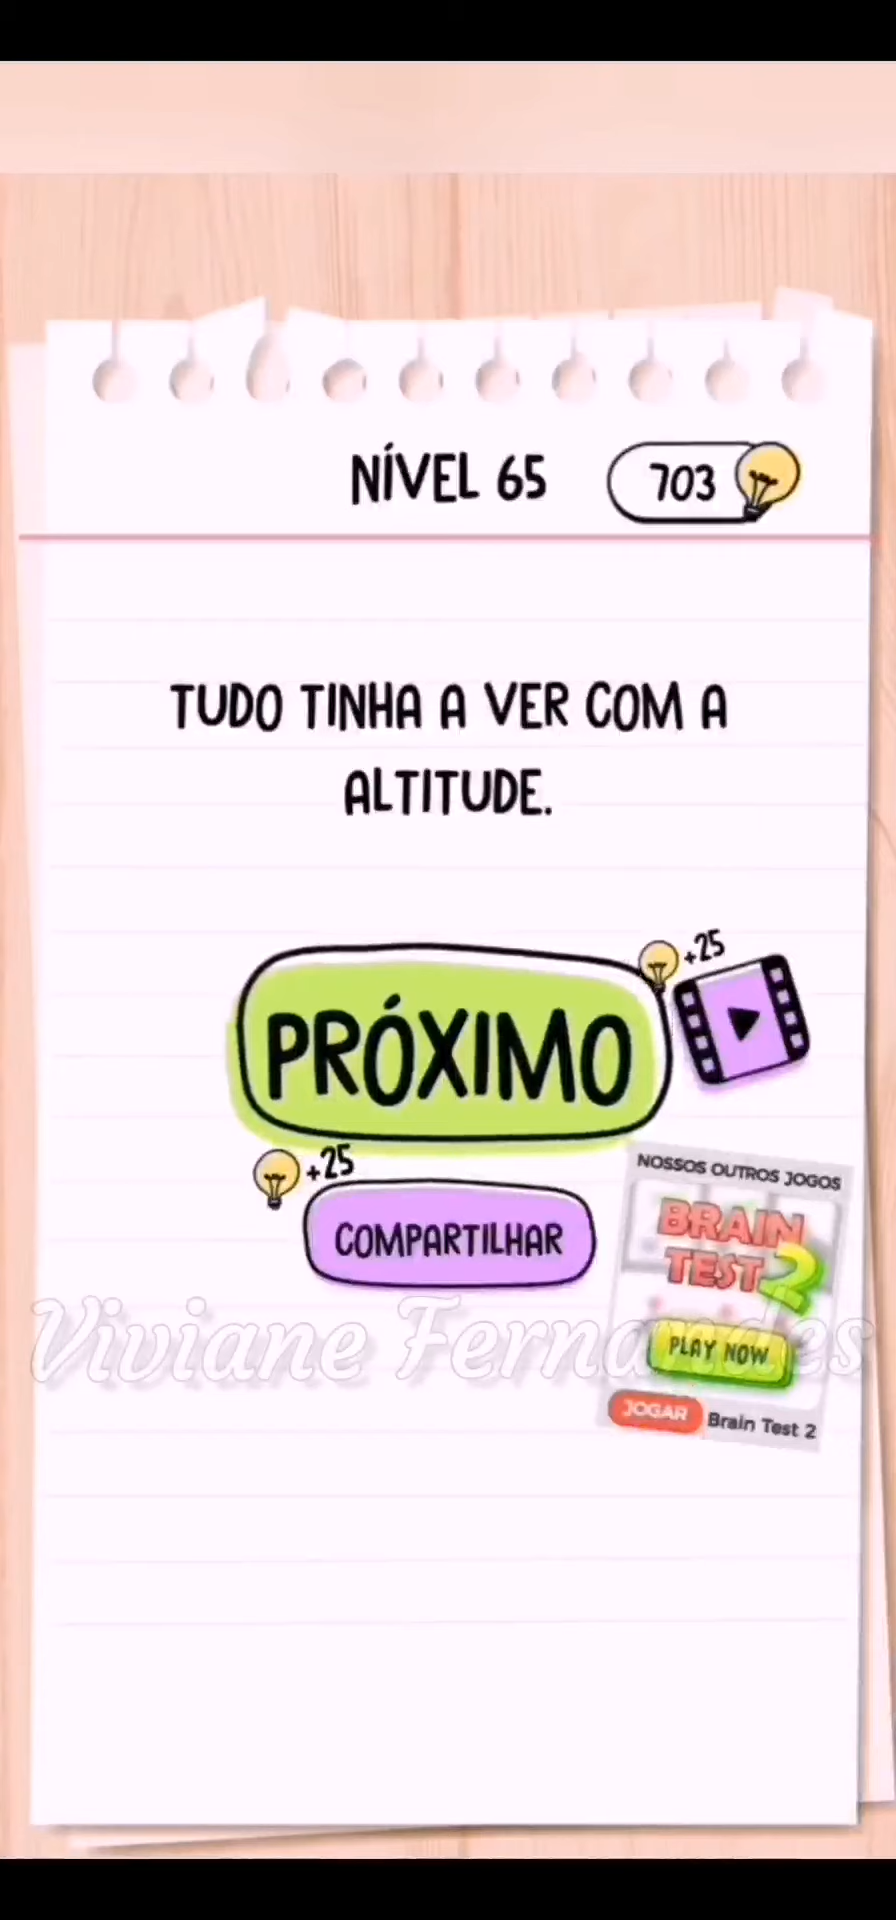 NÍVEL 65
703
TUDO TINHA A VER COM A
ALTITUDE.
+25
PRÓXIMO
+25
COMPARTILHAR
NOSSOS OUTROS JOGOS
BRAIN
TEST 2
PLAY NOW
JOGAR Brain Test 2
Viviane Fernandes